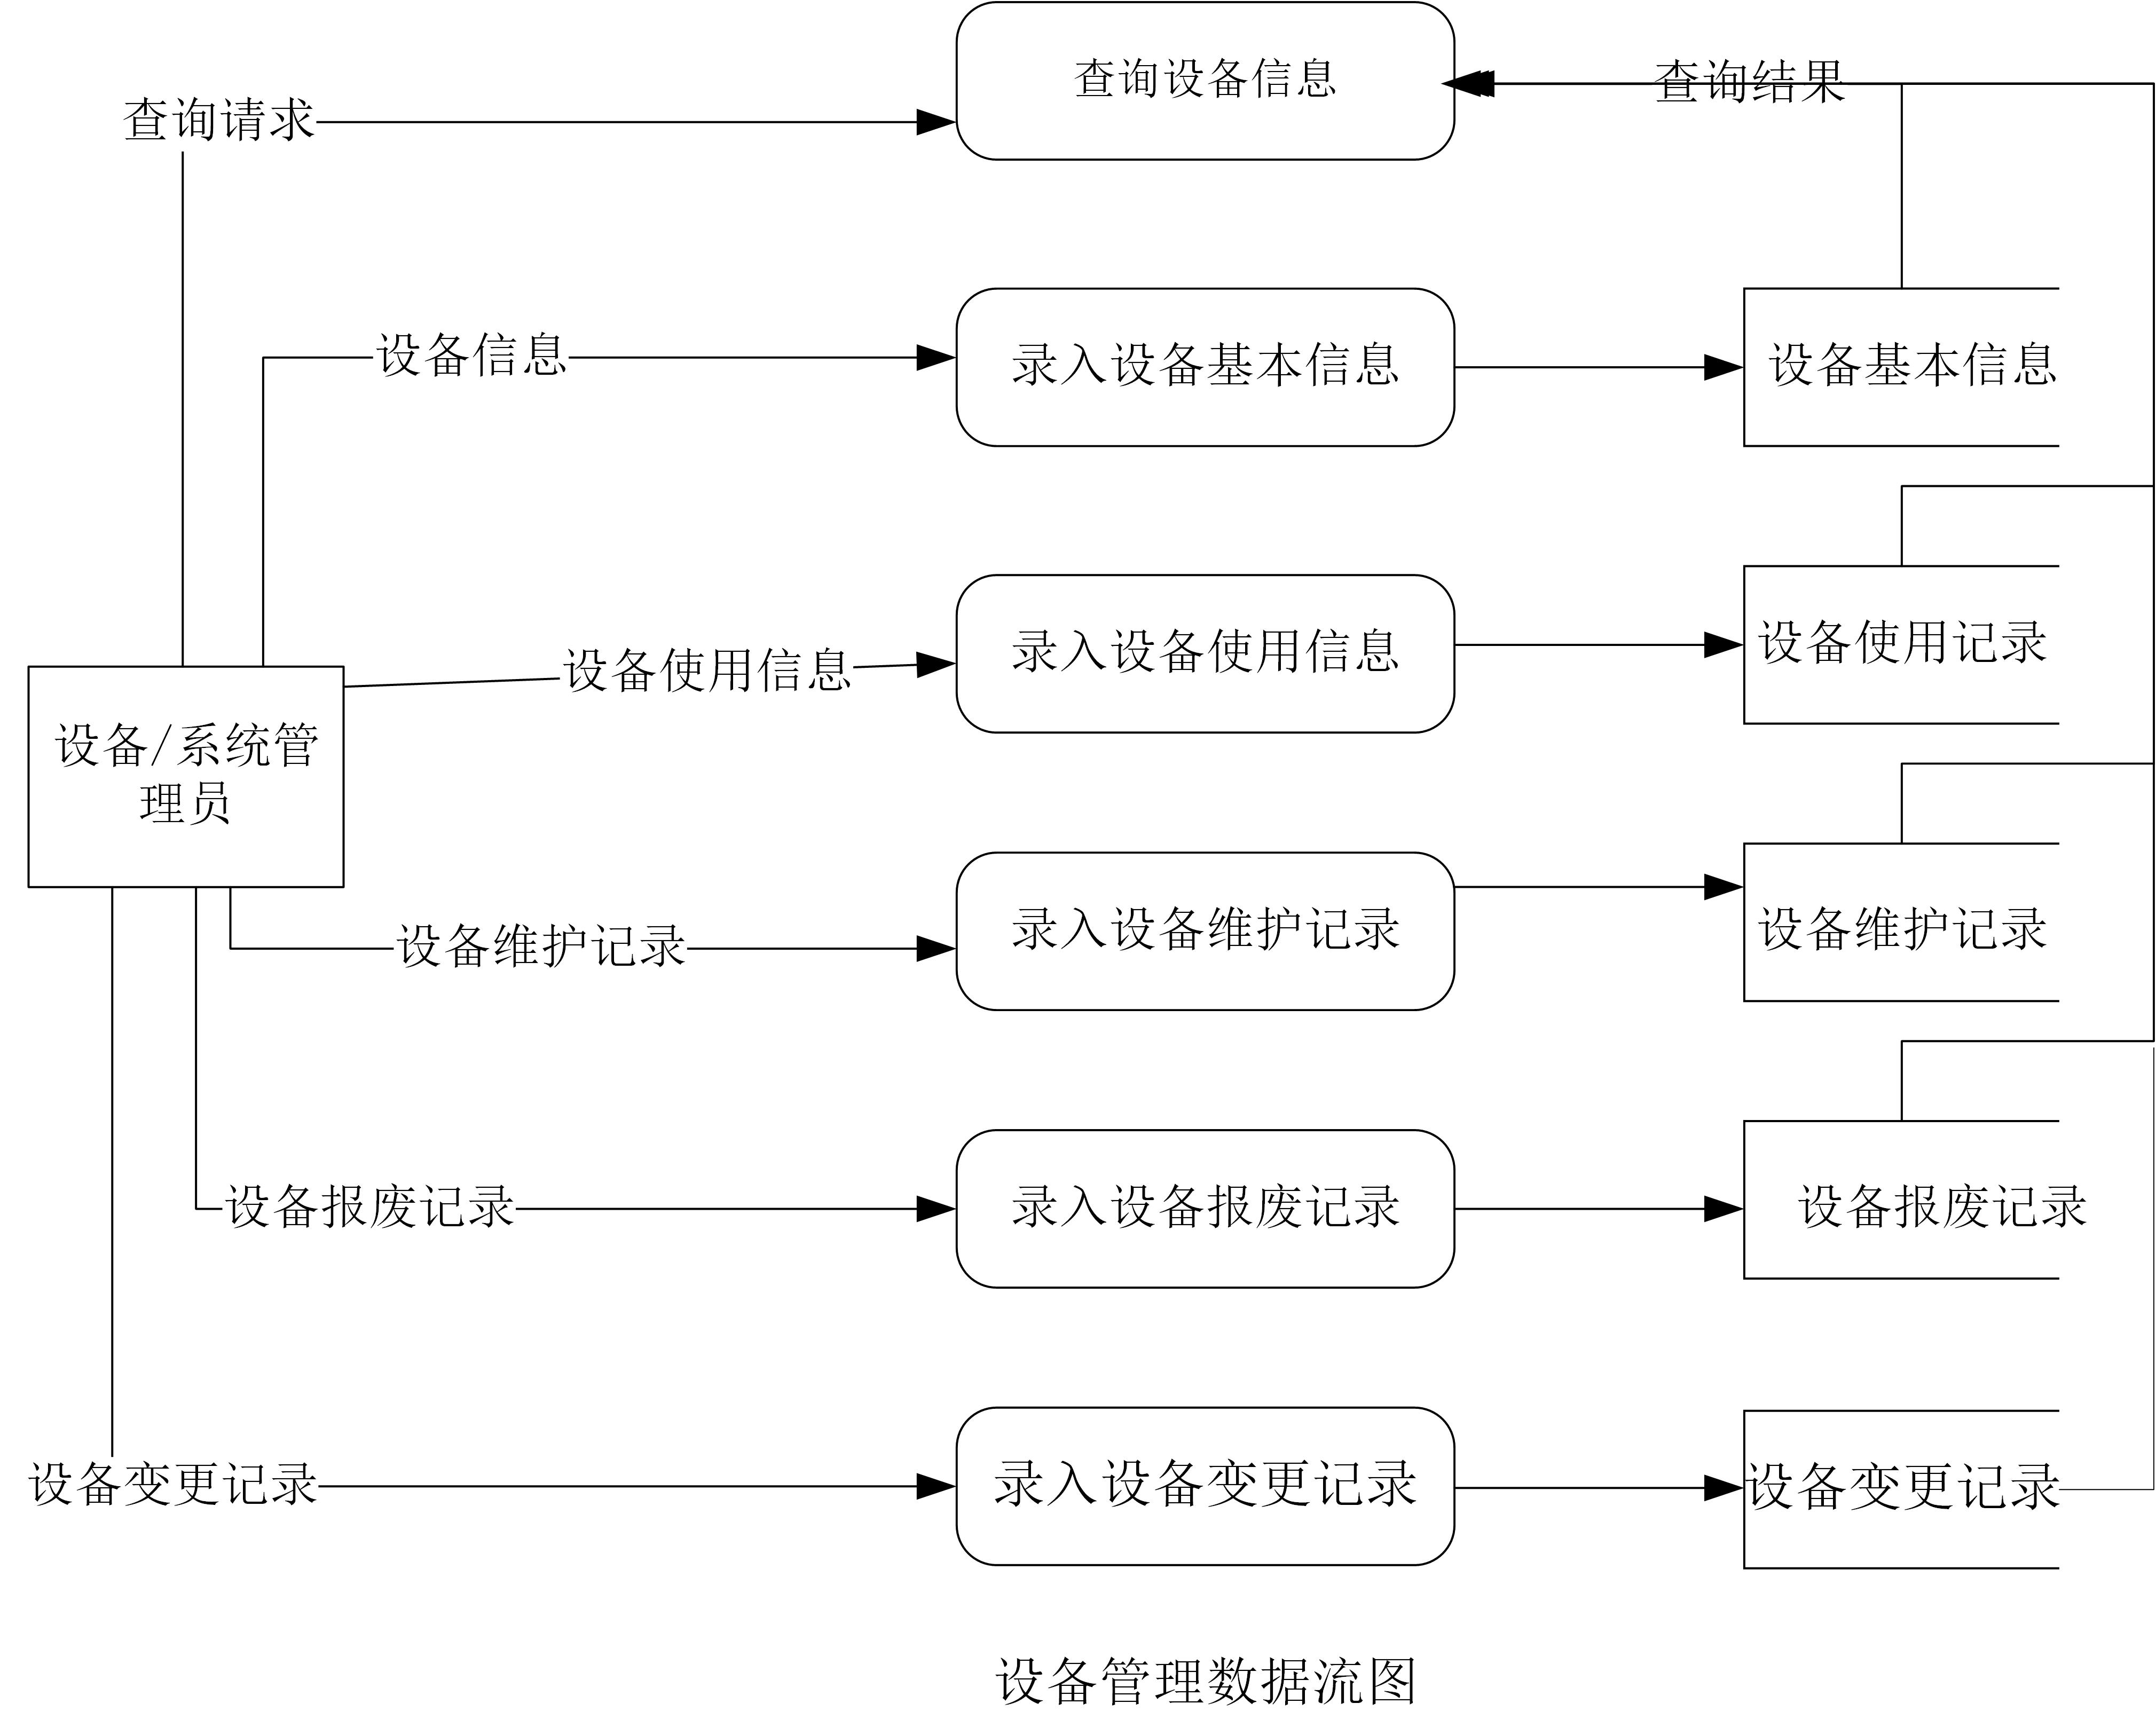 查询设备信息
查询结果
查询请求
设备信息
录入设备基本信息
设备基本信息
设备使用信息
录入设备使用信息
设备使用记录
设备/系统管
理员
设备维护记录
录入设备维护记录
设备维护记录
设备报废记录
录入设备报废记录
设备报废记录
设备变更记录
录入设备变更记录
设备变更记录
设备管理数据流图